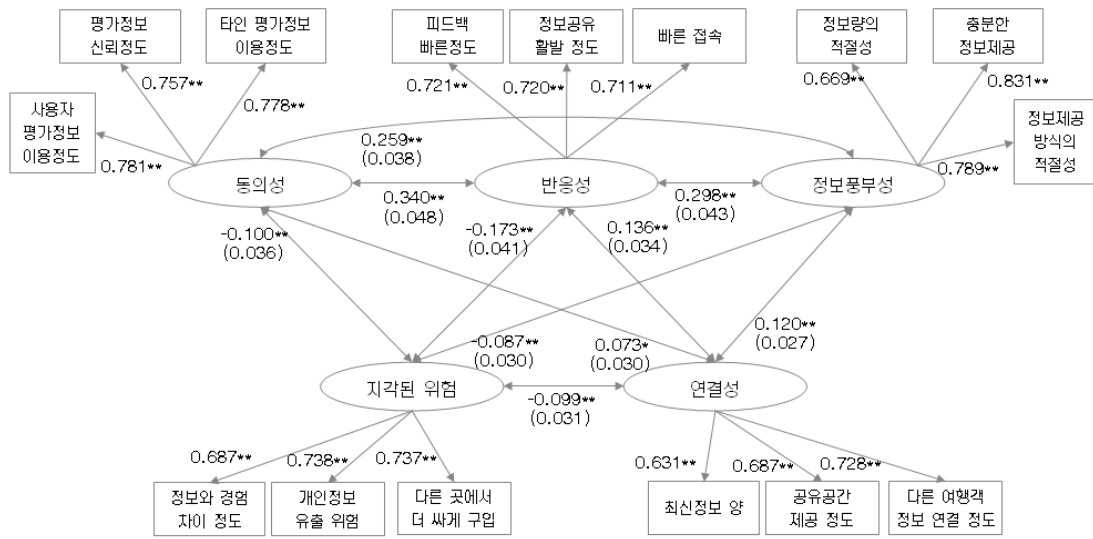 평가정보
신뢰정도
타인 평가정보
이용정도
피드백
빠른정도
정보공유
활발 정도
빠른 접속
정보량의
적절성
충분한
정보제공
사용자
평가정보
이용정도
정보제공
방식의
적절성
0.757**
0.778**
0.781**
0.721**
0.720**
0.711**
0.669**
0.831**
0.789**
0.259**
(0.038)
동의성
반응성
정보풍부성
0.340**
(0.048)
0.298**
(0.043)
-0.100**
(0.036)
-0.173**
(0.041)
0.136**
(0.034)
-0.087**
(0.030)
0.073*
(0.030)
0.120**
(0.027)
지각된 위험
연결성
-0.099**
(0.031)
0.687**
0.738**
0.737**
0.631**
0.687**
0.728**
정보와 경험
차이 정도
개인정보
유출 위험
다른 곳에서
더 싸게 구입
최신정보 양
공유공간
제공 정도
다른 여행객
정보 연결 정도